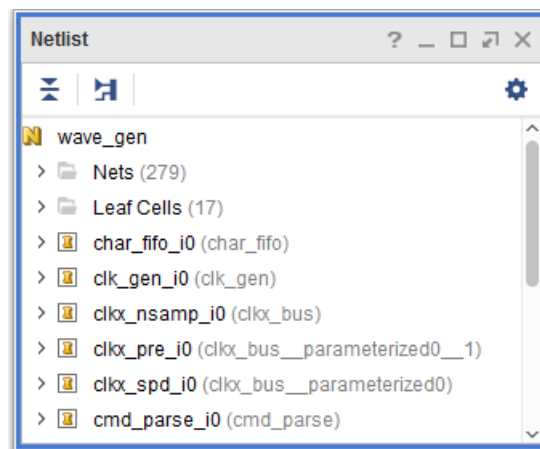 Netlist ?
wave_gen
Nets (279)
Leaf Cells (17)
char_fifo_i0 (char_fifo)
clk_gen_i0 (clk_gen)
clkx_nsamp_i0 (clkx_bus)
clkx_pre_i0 (clkx_bus__parameterized0__1)
clkx_spd_i0 (clkx_bus__parameterized0)
cmd_parse_i0 (cmd_parse)